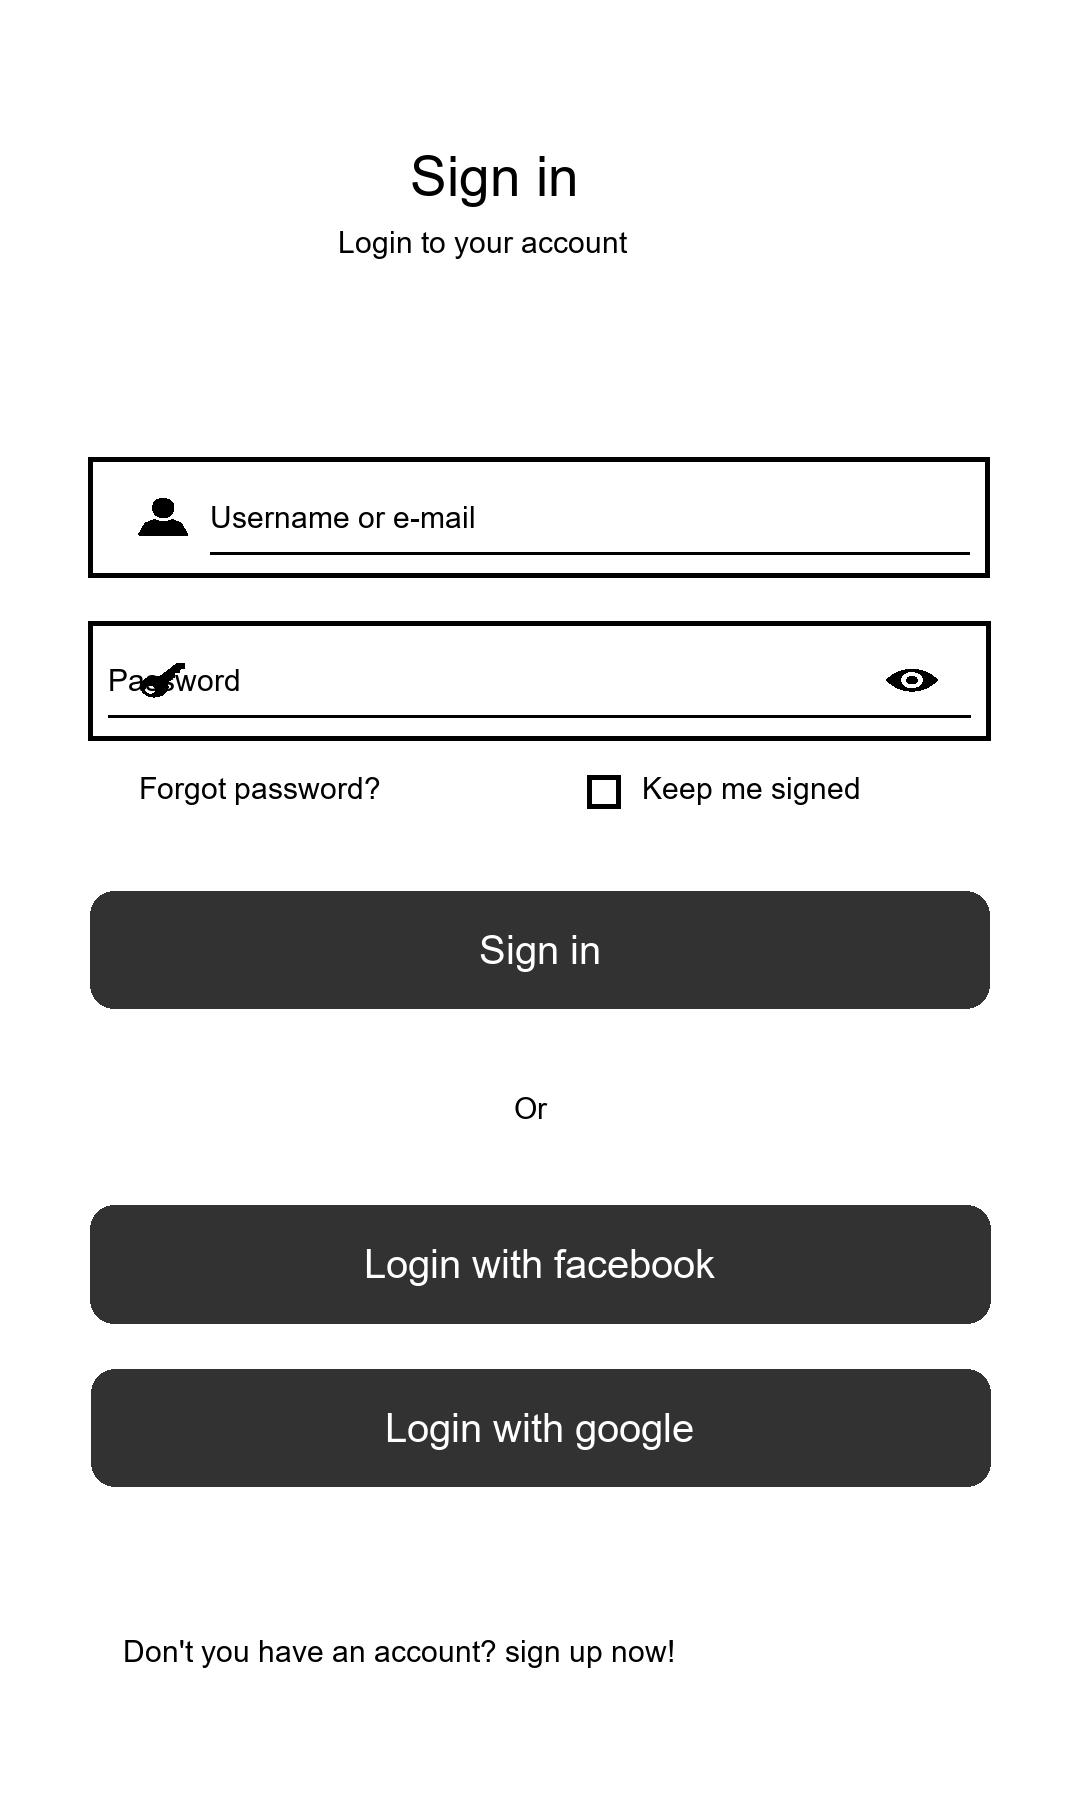 Sign in
Login to your account
Username or e-mail
Password
Forgot password? Keep me signed
Sign in
Or
Login with facebook
Login with google
Don't you have an account? sign up now!